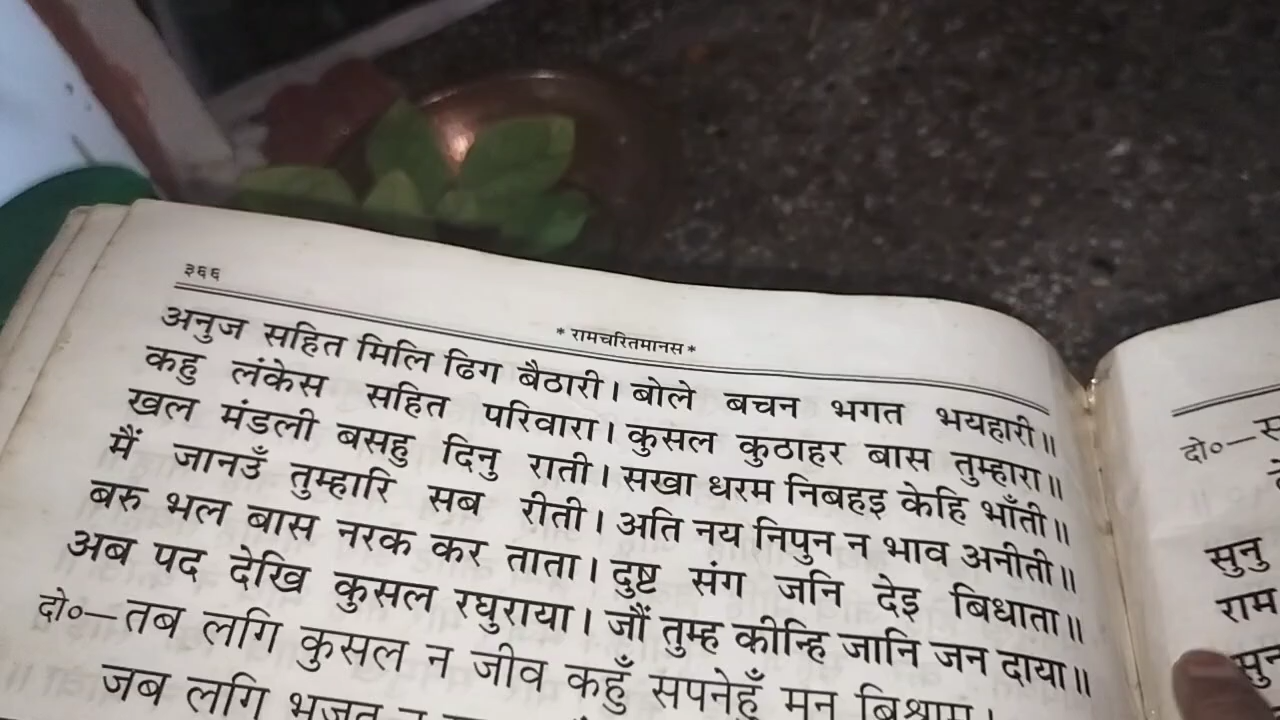 ३६६
* रामचरितमानस *
अनुज सहित मिलि ढिग बैठारी। बोले बचन भगत भयहारी॥
कहु लंकेस सहित परिवारा। कुसल कुठाहर बास तुम्हारा॥
खल मंडली बसहु दिनु राती। सखा धरम निबहइ केहि भाँती॥
मैं जानउँ तुम्हारि सब रीती। अति नय निपुन न भाव अनीती॥
बरु भल बास नरक कर ताता। दुष्ट संग जनि देइ बिधाता॥
अब पद देखि कुसल रघुराया। जौं तुम्ह कीन्हि जानि जन दाया॥
दो०—तब लगि कुसल न जीव कहुँ सपनेहुँ मन बिश्राम।
जब लगि भजत न
दो०—
सुनु
राम